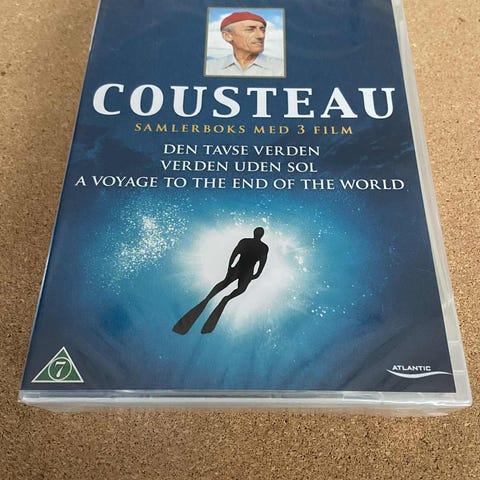 COUSTEAU
SAMLERBOKS MED 3 FILM
DEN TAVSE VERDEN
VERDEN UDEN SOL
A VOYAGE TO THE END OF THE WORLD
7
ATLANTIC